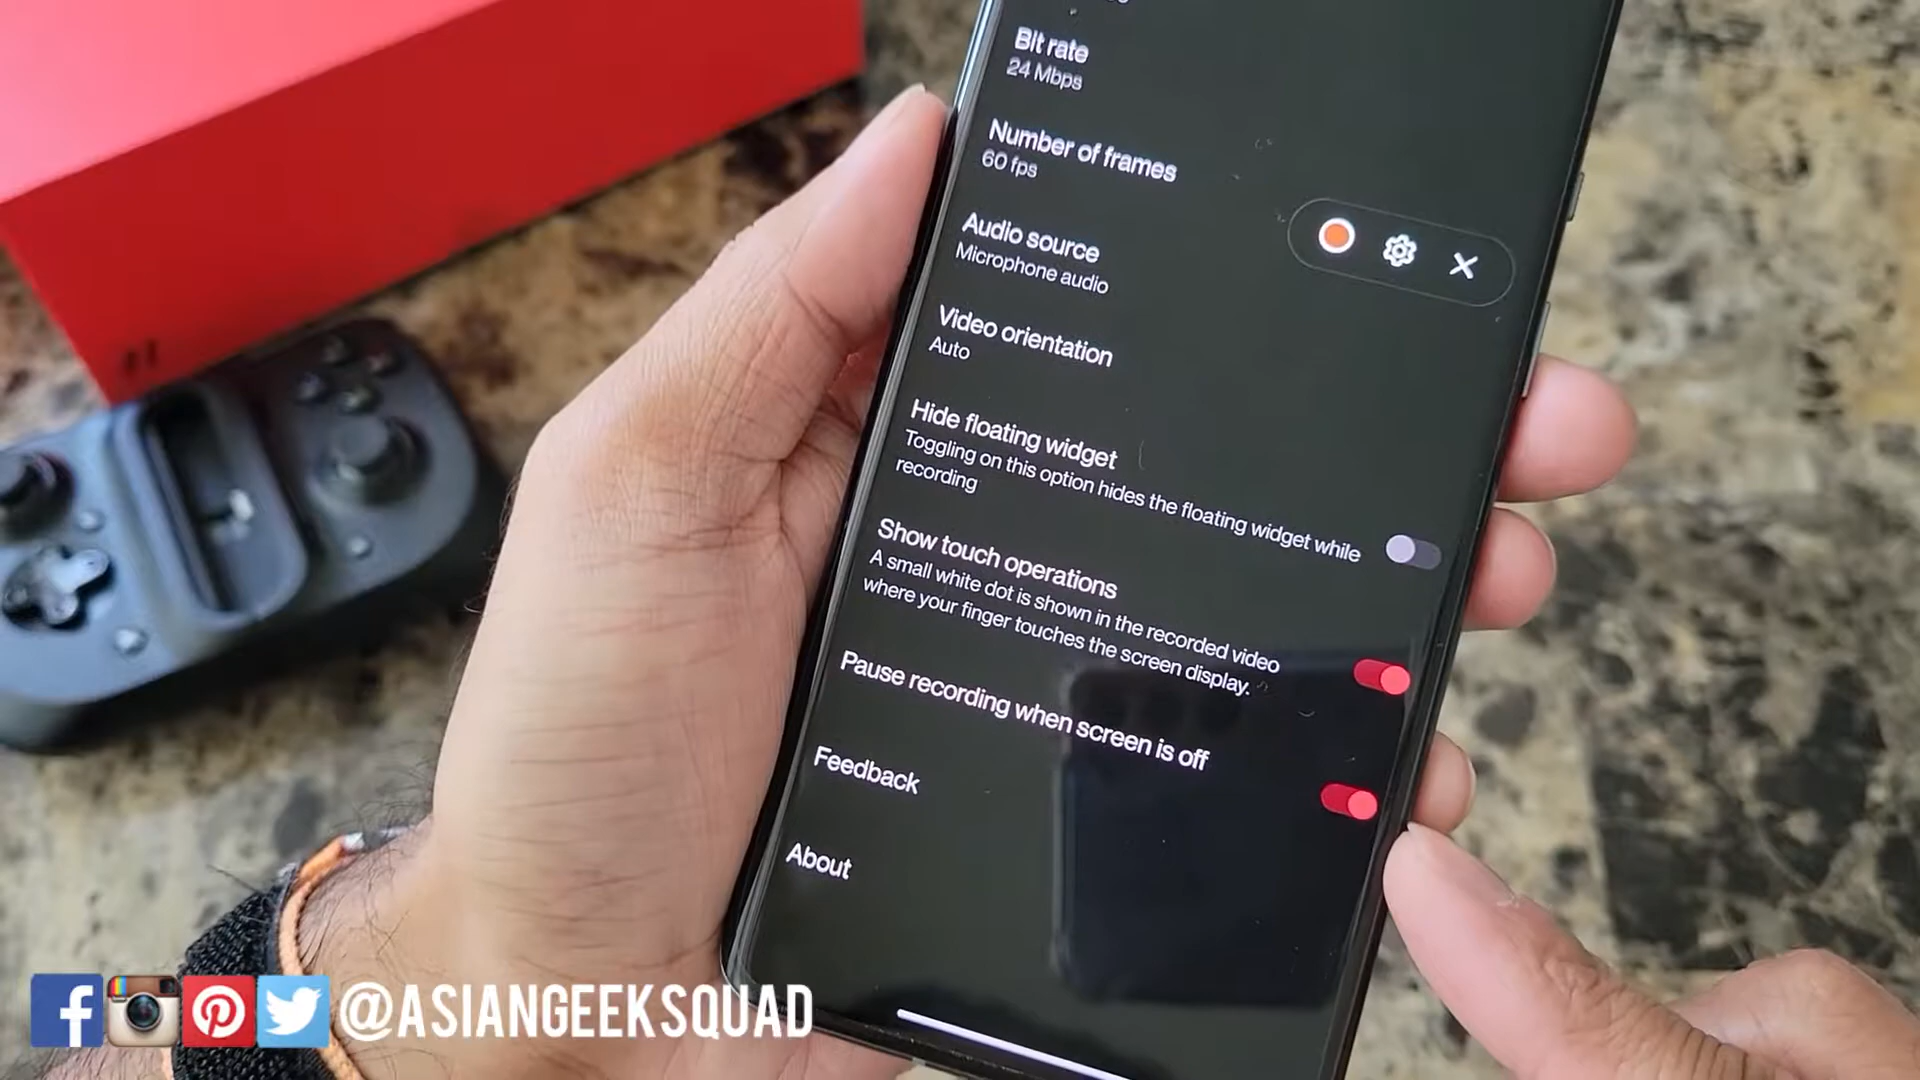 Bit rate
24 Mbps
Number of frames
60 fps
Audio source
Microphone audio
Video orientation
Auto
Hide floating widget
Toggling on this option hides the floating widget while
recording
Show touch operations
A small white dot is shown in the recorded video
where your finger touches the screen display.
Pause recording when screen is off
Feedback
About
@ASIANGEEKSQUAD